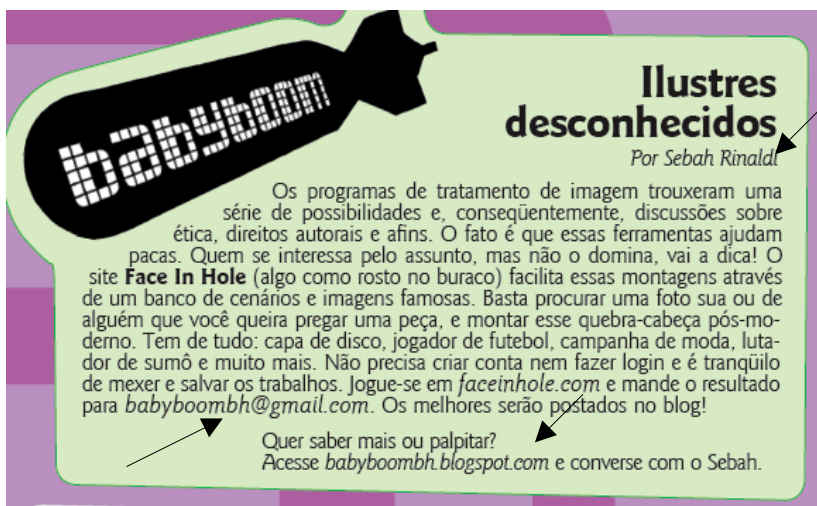 babyboom
Ilustres
desconhecidos
Por Sebah Rinaldi
Os programas de tratamento de imagem trouxeram uma
série de possibilidades e, conseqüentemente, discussões sobre
ética, direitos autorais e afins. O fato é que essas ferramentas ajudam
pacas. Quem se interessa pelo assunto, mas não o domina, vai a dica! O
site Face In Hole (algo como rosto no buraco) facilita essas montagens através
de um banco de cenários e imagens famosas. Basta procurar uma foto sua ou de
alguém que você queira pregar uma peça, e montar esse quebra-cabeça pós-mo-
derno. Tem de tudo: capa de disco, jogador de futebol, campanha de moda, luta-
dor de sumô e muito mais. Não precisa criar conta nem fazer login e é tranqüilo
de mexer e salvar os trabalhos. Jogue-se em faceinhole.com e mande o resultado
para babyboombh@gmail.com. Os melhores serão postados no blog!
Quer saber mais ou palpitar?
Acesse babyboombh.blogspot.com e converse com o Sebah.